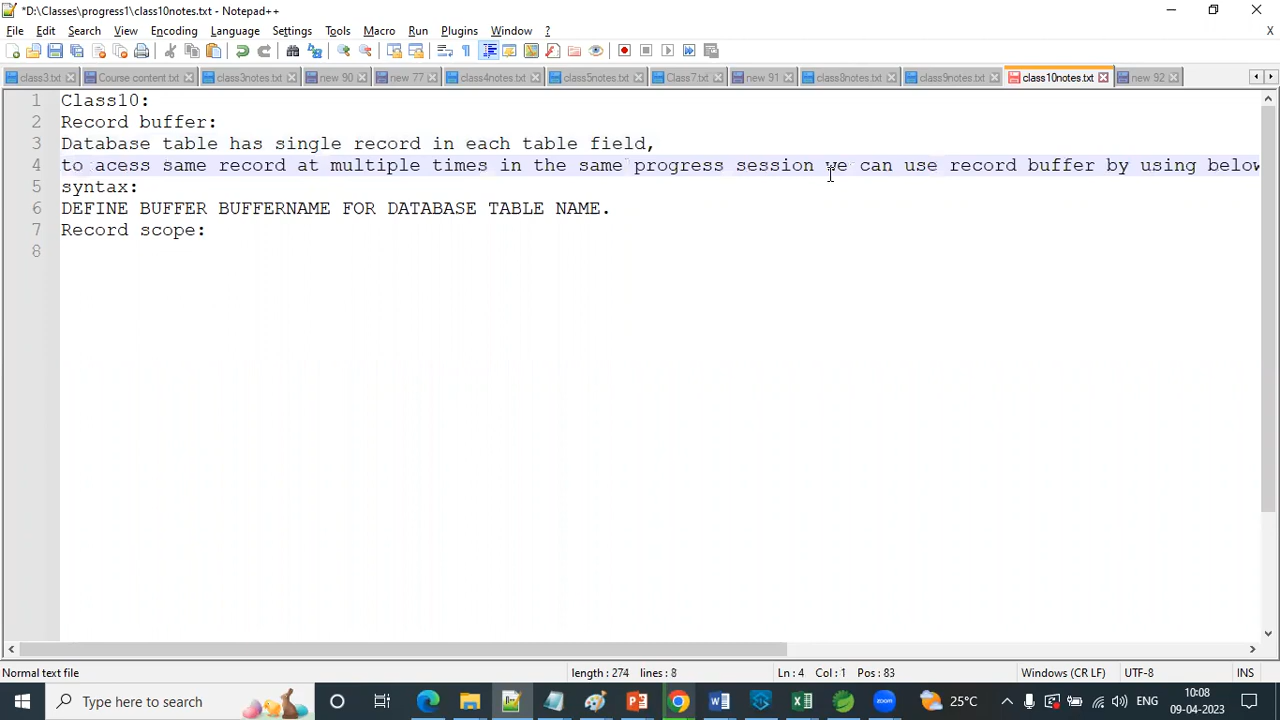 *D:\Classes\progress1\class10notes.txt - Notepad++
File Edit Search View Encoding Language Settings Tools Macro Run Plugins Window ?
X
class3.txt Course content.txt class3notes.txt new 90 new 77 class4notes.txt class5notes.txt Class7.txt new 91 class8notes.txt class9notes.txt class10notes.txt new 92
1 Class10:
2 Record buffer:
3 Database table has single record in each table field,
4 to acess same record at multiple times in the same progress session we can use record buffer by using below
5 syntax:
6 DEFINE BUFFER BUFFERNAME FOR DATABASE TABLE NAME.
7 Record scope:
8
Normal text file length : 274 lines : 8 Ln : 4 Col : 1 Pos : 83 Windows (CR LF) UTF-8 INS
Type here to search 25°C ENG 10:08
09-04-2023